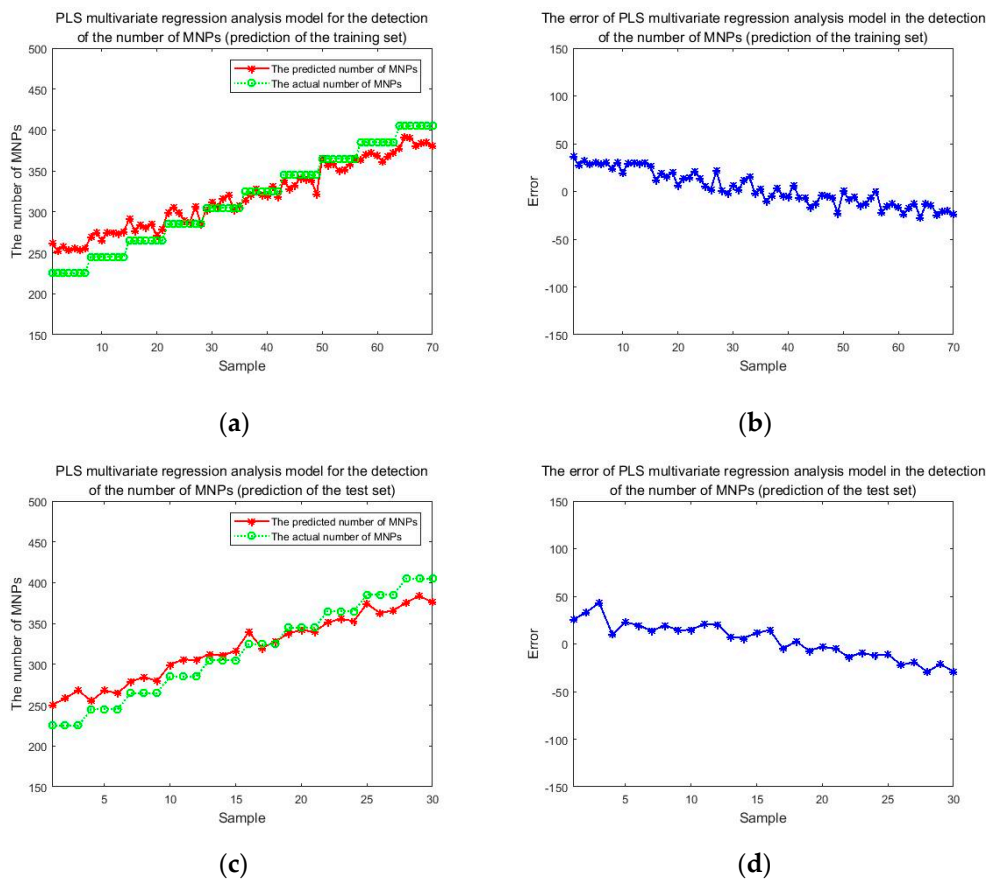 PLS multivariate regression analysis model for the detection
of the number of MNPs (prediction of the training set)
500
450
400
350
300
250
200
150
The number of MNPs
The predicted number of MNPs
The actual number of MNPs
10 20 30 40 50 60 70
Sample
(a)
The error of PLS multivariate regression analysis model in the detection
of the number of MNPs (prediction of the training set)
150
100
50
0
-50
-100
-150
Error
10 20 30 40 50 60 70
Sample
(b)
PLS multivariate regression analysis model for the detection
of the number of MNPs (prediction of the test set)
500
450
400
350
300
250
200
150
The number of MNPs
The predicted number of MNPs
The actual number of MNPs
5 10 15 20 25 30
Sample
(c)
The error of PLS multivariate regression analysis model in the detection
of the number of MNPs (prediction of the test set)
150
100
50
0
-50
-100
-150
Error
5 10 15 20 25 30
Sample
(d)